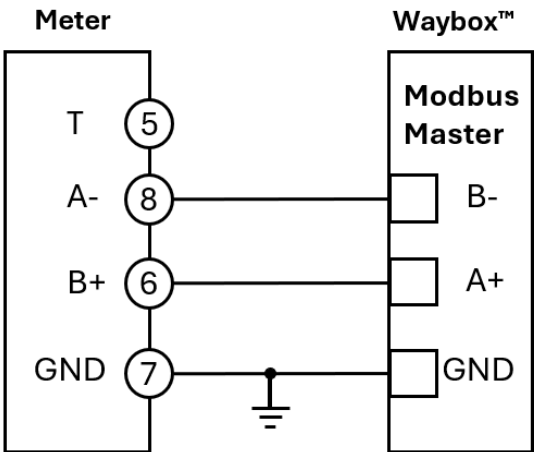 Meter
Waybox™
Modbus
Master
T 5
A- 8 B-
B+ 6 A+
GND 7 GND